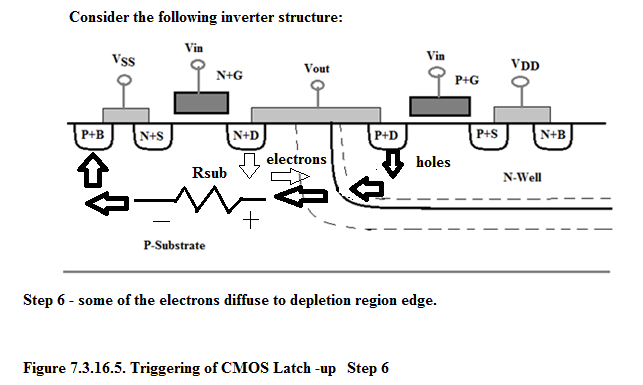 Consider the following inverter structure:
Vin
VSS
N+G
Vout
Vin
P+G
VDD
P+B
N+S
N+D
P+D
P+S
N+B
electrons
holes
Rsub
N-Well
− +
P-Substrate
Step 6 - some of the electrons diffuse to depletion region edge.
Figure 7.3.16.5. Triggering of CMOS Latch -up Step 6